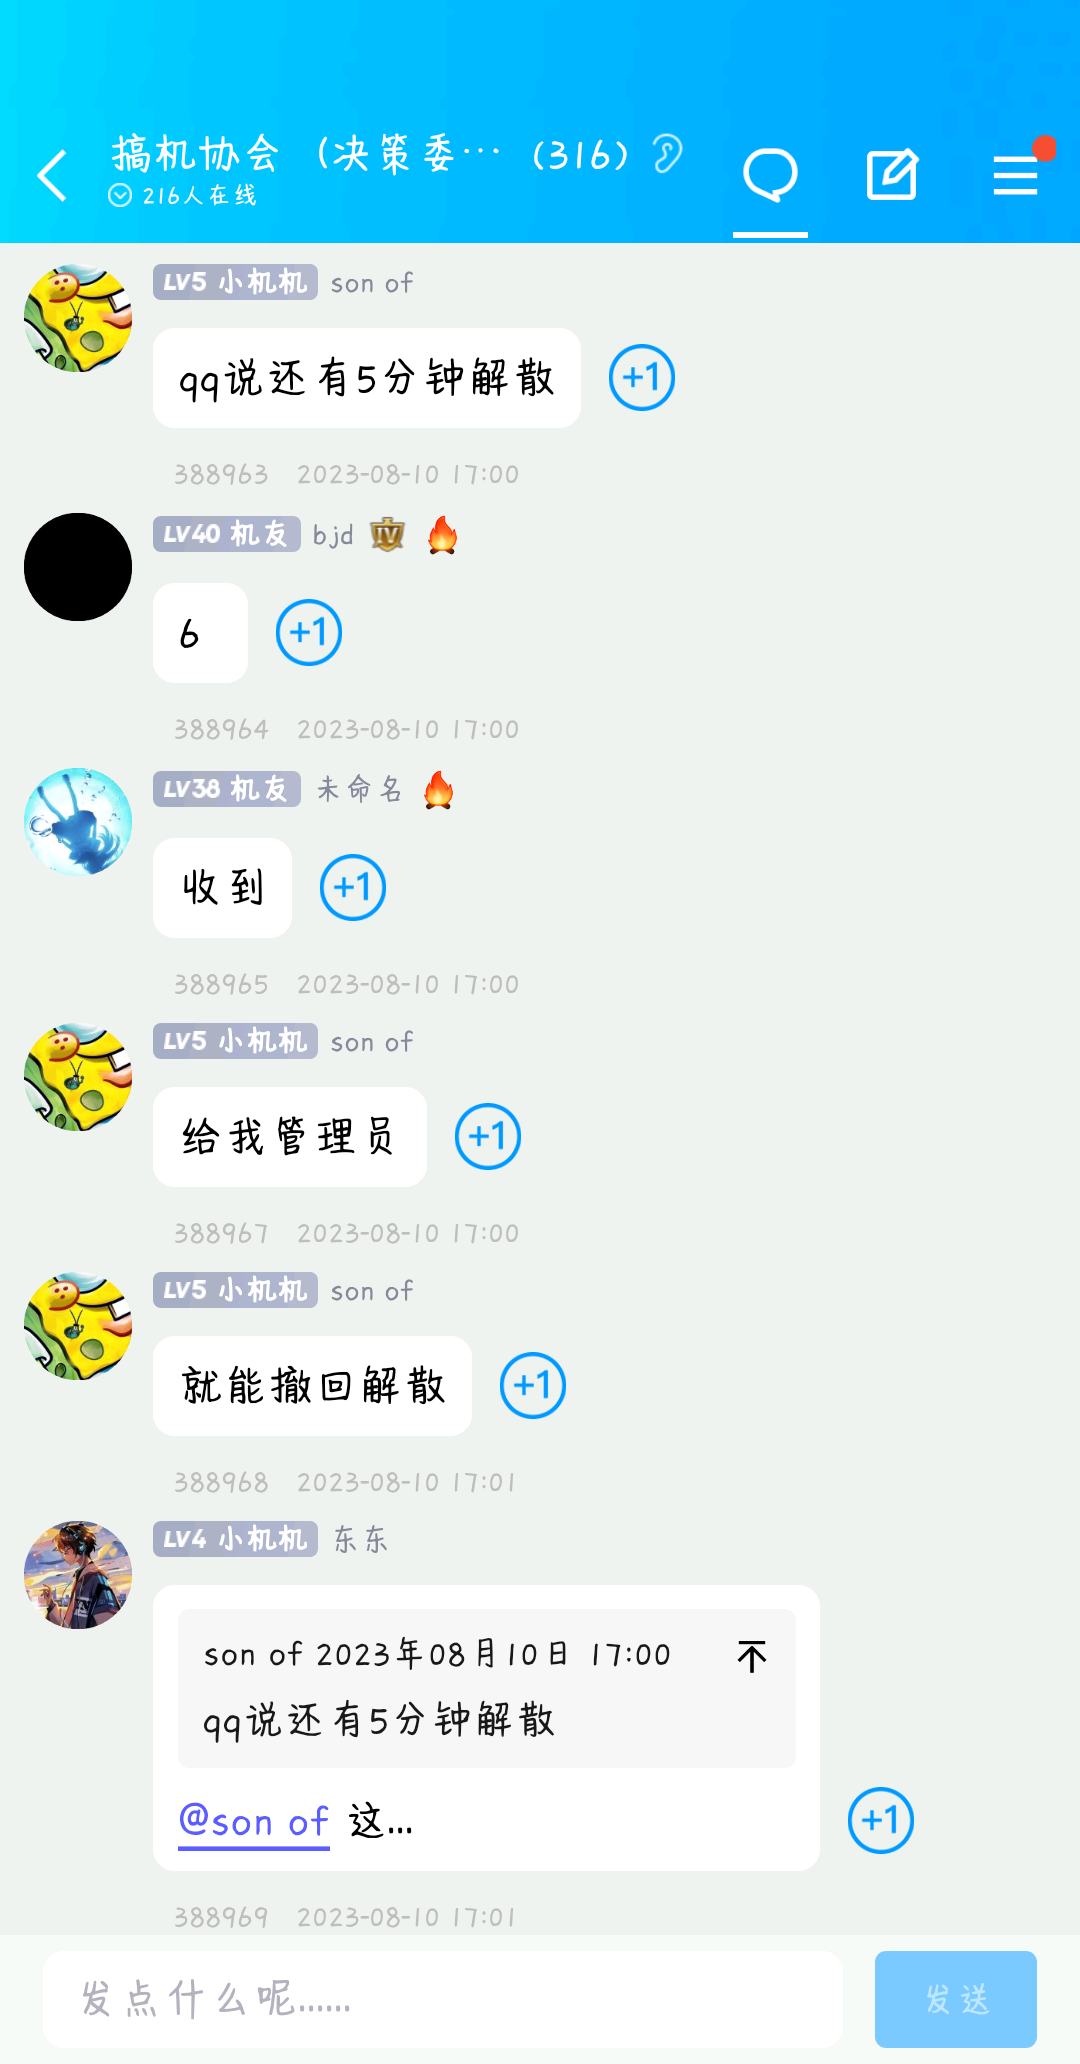 搞机协会 （决策委… (316)
216人在线
LV5 小机机 son of
qq说还有5分钟解散
+1
388963 2023-08-10 17:00
LV40 机友 bjd IV
6
+1
388964 2023-08-10 17:00
LV38 机友 未命名
收到
+1
388965 2023-08-10 17:00
LV5 小机机 son of
给我管理员
+1
388967 2023-08-10 17:00
LV5 小机机 son of
就能撤回解散
+1
388968 2023-08-10 17:01
LV4 小机机 东东
son of 2023年08月10日 17:00
qq说还有5分钟解散
@son of 这...
+1
388969 2023-08-10 17:01
发点什么呢......
发送